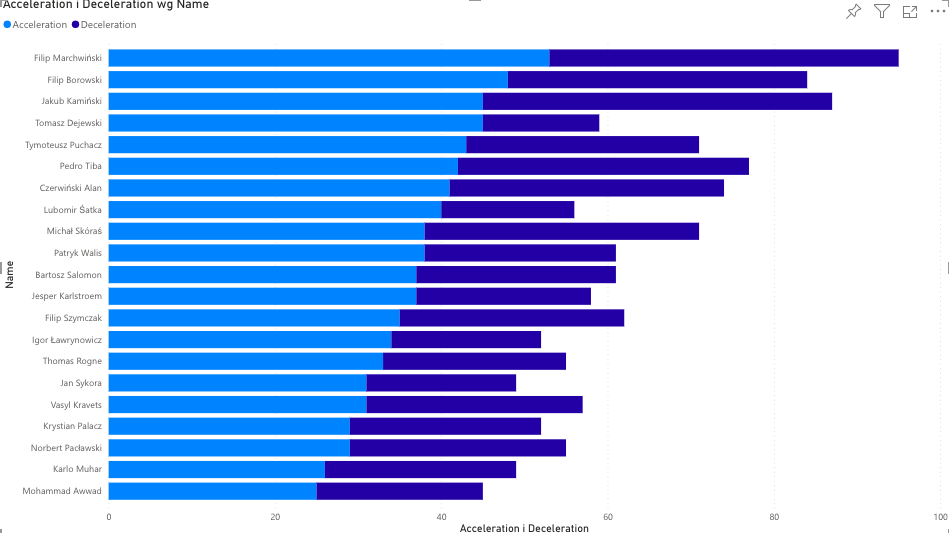 Acceleration i Deceleration wg Name
Acceleration Deceleration
Filip Marchwiński
Filip Borowski
Jakub Kamiński
Tomasz Dejewski
Tymoteusz Puchacz
Pedro Tiba
Czerwiński Alan
Lubomir Šatka
Michał Skóraś
Patryk Walis
Bartosz Salomon
Jesper Karlstroem
Filip Szymczak
Igor Ławrynowicz
Thomas Rogne
Jan Sykora
Vasyl Kravets
Krystian Palacz
Norbert Pacławski
Karlo Muhar
Mohammad Awwad
Name
0 20 40 60 80 100
Acceleration i Deceleration